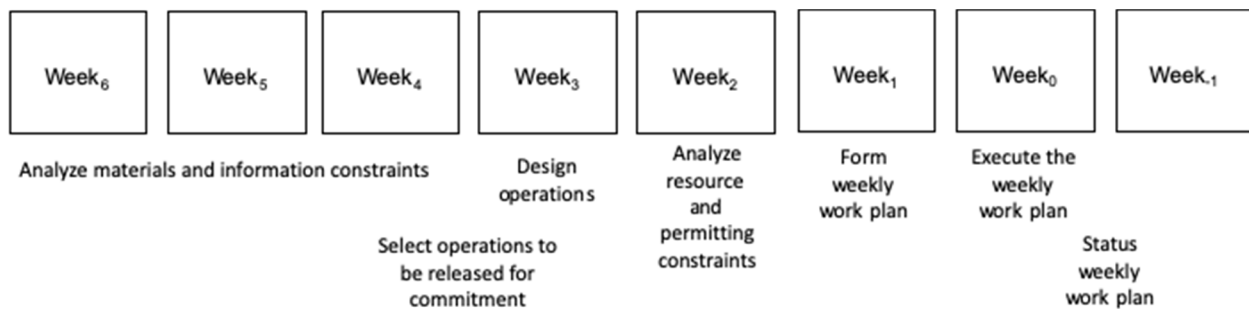 Week₆ Week₅ Week₄ Week₃ Week₂ Week₁ Week₀ Week₋₁
Analyze materials and information constraints
Design
operations
Analyze
resource
and
permitting
constraints
Form
weekly
work plan
Execute the
weekly
work plan
Select operations to
be released for
commitment
Status
weekly
work plan